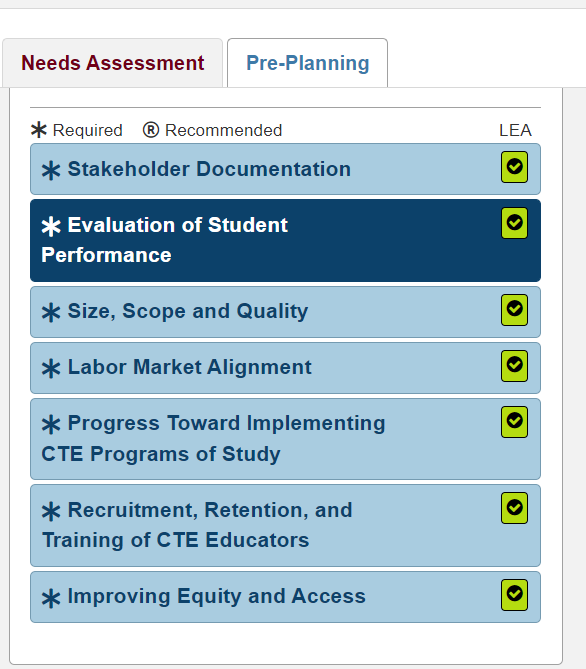 Needs Assessment
Pre-Planning
* Required ® Recommended LEA
* Stakeholder Documentation
* Evaluation of Student
Performance
* Size, Scope and Quality
* Labor Market Alignment
* Progress Toward Implementing
CTE Programs of Study
* Recruitment, Retention, and
Training of CTE Educators
* Improving Equity and Access